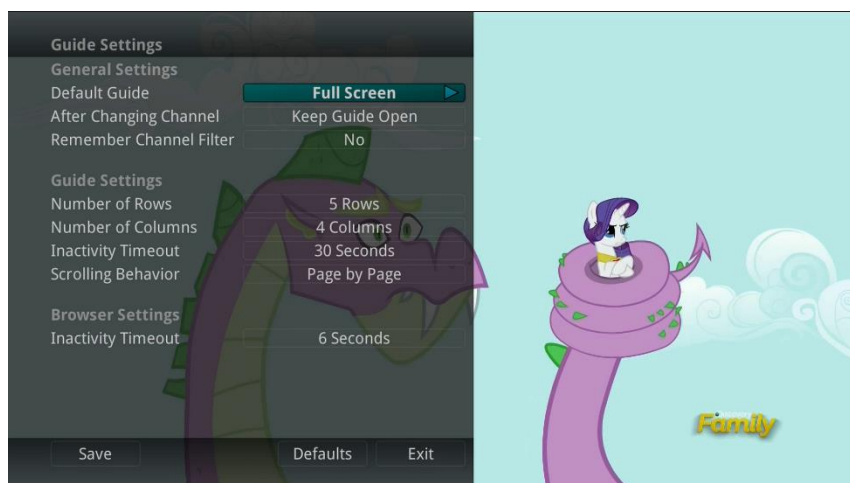 Guide Settings
General Settings
Default Guide Full Screen
After Changing Channel Keep Guide Open
Remember Channel Filter No
Guide Settings
Number of Rows 5 Rows
Number of Columns 4 Columns
Inactivity Timeout 30 Seconds
Scrolling Behavior Page by Page
Browser Settings
Inactivity Timeout 6 Seconds
Family
Save Defaults Exit